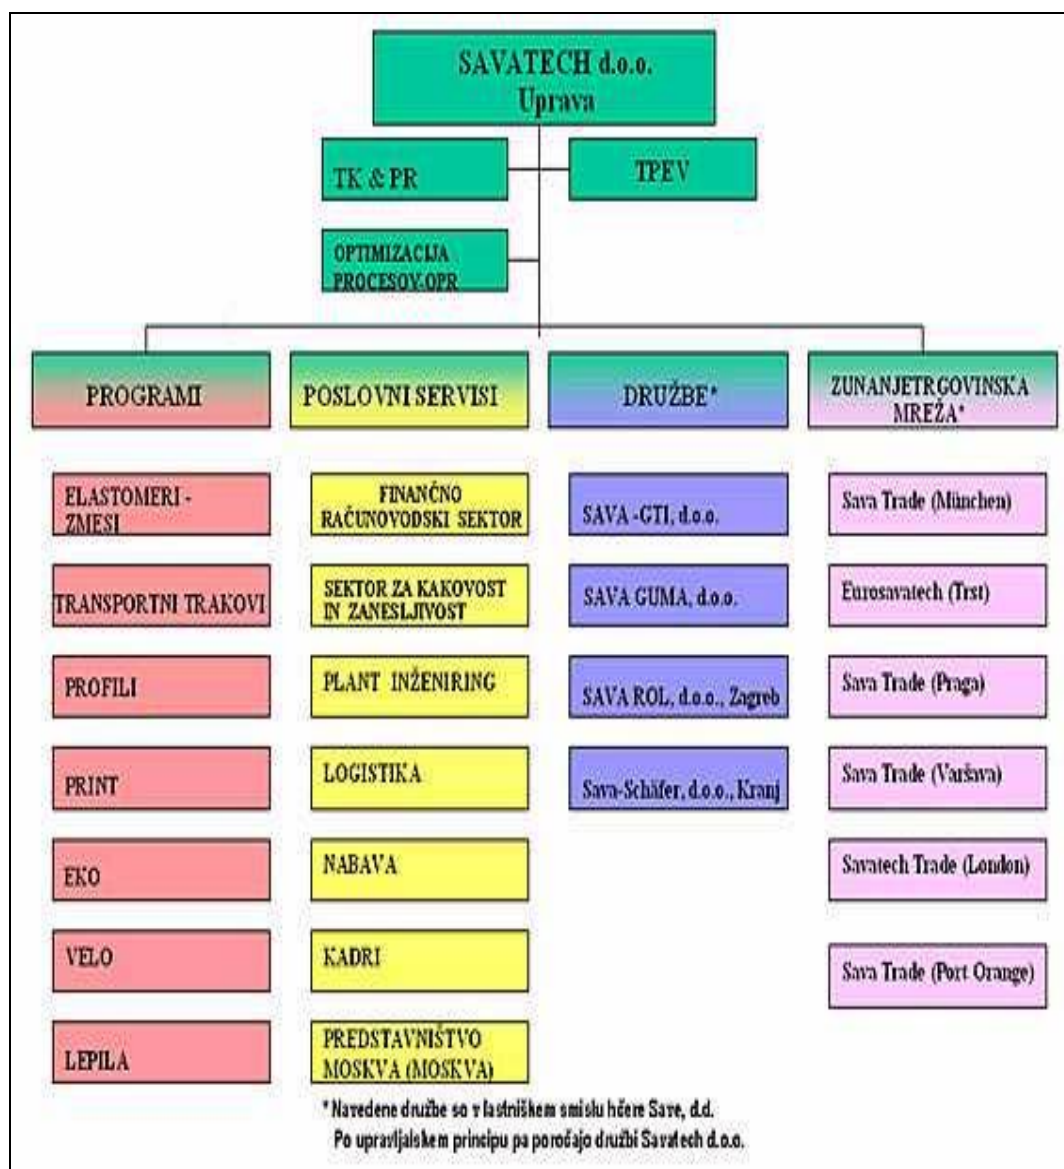 SAVATECH d.o.o.
Uprava
TK & PR
TPEV
OPTIMIZACIJA
PROCESOV-OPR
PROGRAMI
POSLOVNI SERVISI
DRUŽBE*
ZUNANJETRGOVINSKA
MREŽA*
ELASTOMERI -
ZMESI
TRANSPORTNI TRAKOVI
PROFILI
PRINT
EKO
VELO
LEPILA
FINANČNO
RAČUNOVODSKI SEKTOR
SEKTOR ZA KAKOVOST
IN ZANESLJIVOST
PLANT INŽENIRING
LOGISTIKA
NABAVA
KADRI
PREDSTAVNIŠTVO
MOSKVA (MOSKVA)
SAVA -GTI, d.o.o.
SAVA GUMA, d.o.o.
SAVA ROL, d.o.o., Zagreb
Sava-Schäfer, d.o.o., Kranj
Sava Trade (München)
Eurosavatech (Trst)
Sava Trade (Praga)
Sava Trade (Varšava)
Savatech Trade (London)
Sava Trade (Port Orange)
* Navedene družbe so v lastniškem smislu hčere Save, d.d.
Po upravljalskem principu pa poročajo družbi Savatech d.o.o.